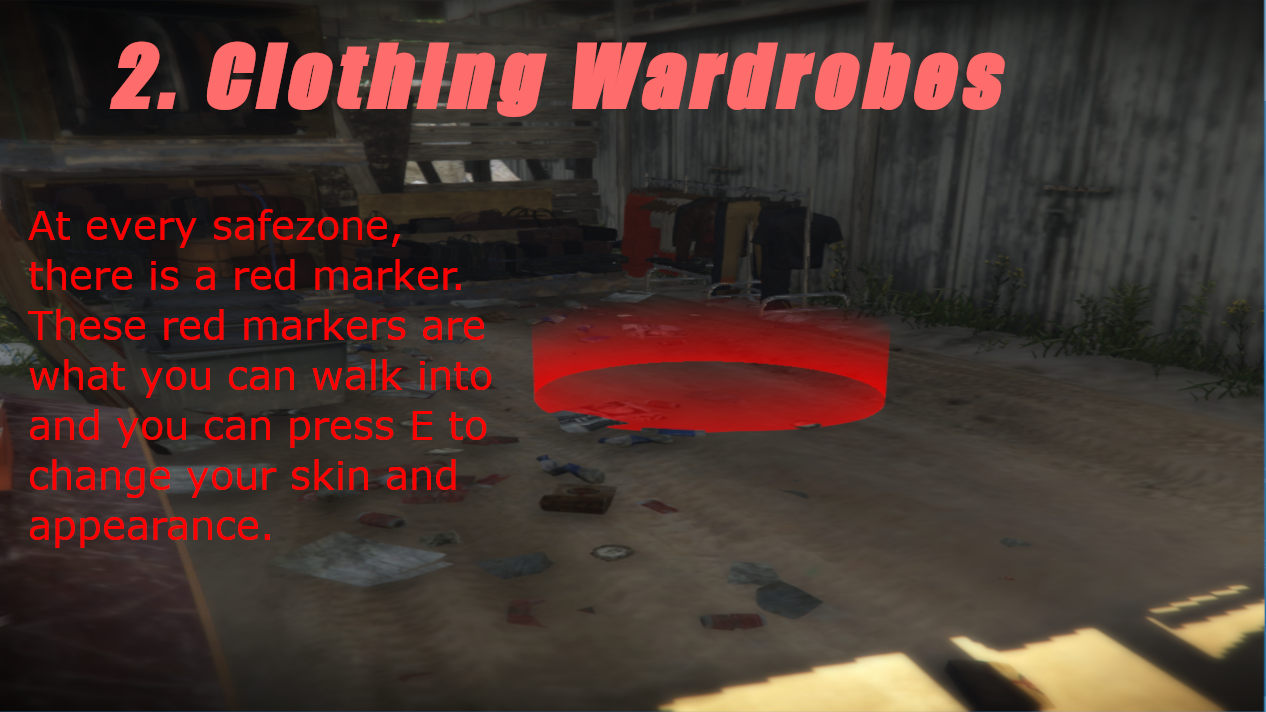 2. Clothing Wardrobes
At every safezone,
there is a red marker.
These red markers are
what you can walk into
and you can press E to
change your skin and
appearance.